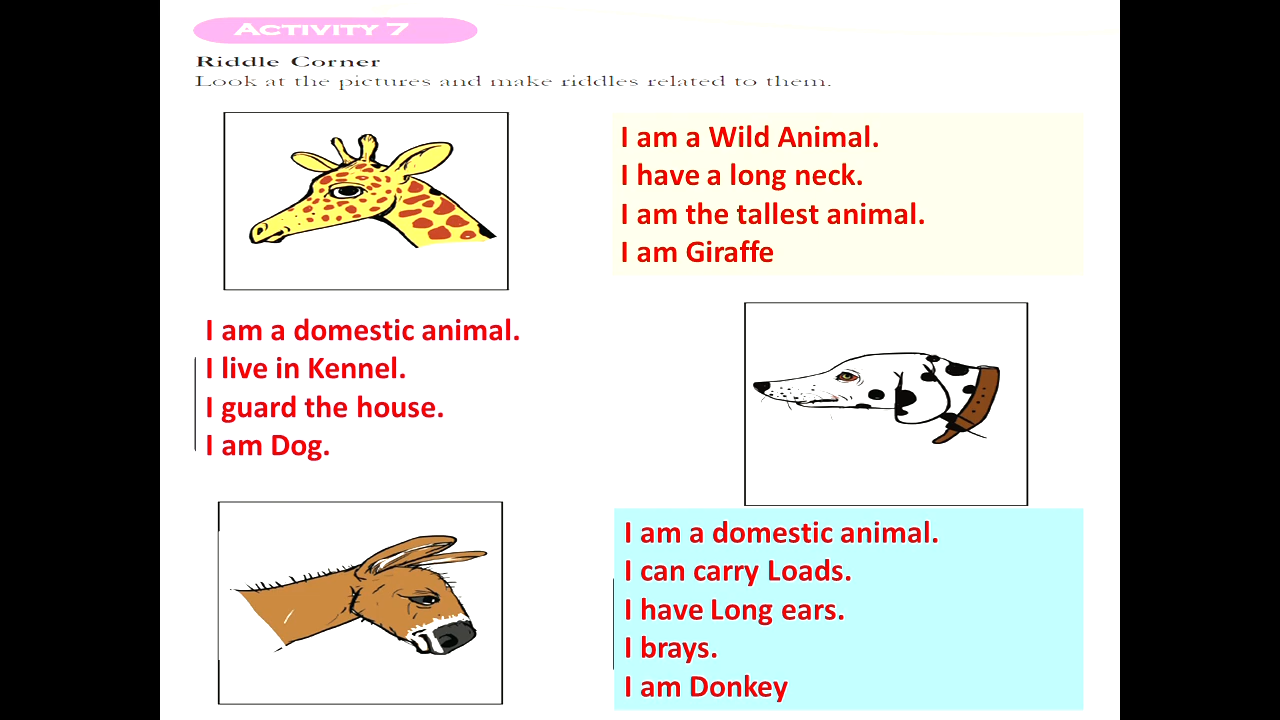 ACTIVITY 7
Riddle Corner
Look at the pictures and make riddles related to them.
I am a Wild Animal.
I have a long neck.
I am the tallest animal.
I am Giraffe
I am a domestic animal.
I live in Kennel.
I guard the house.
I am Dog.
I am a domestic animal.
I can carry Loads.
I have Long ears.
I brays.
I am Donkey